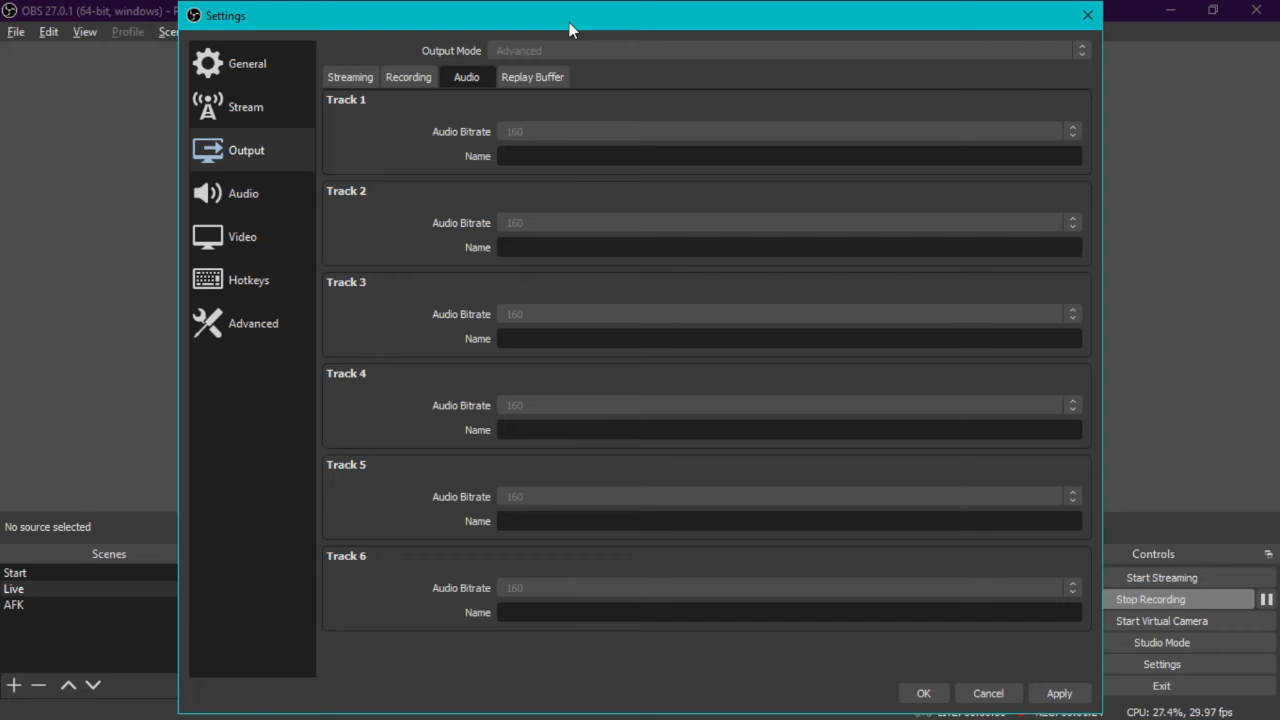 OBS 27.0.1 (64-bit, windows) - P
Settings
File Edit View Profile Scen
Output Mode Advanced
General
Stream
Output
Audio
Video
Hotkeys
Advanced
Streaming Recording Audio Replay Buffer
Track 1
Audio Bitrate 160
Name
Track 2
Audio Bitrate 160
Name
Track 3
Audio Bitrate 160
Name
Track 4
Audio Bitrate 160
Name
Track 5
Audio Bitrate 160
Name
Track 6
Audio Bitrate 160
Name
No source selected
Scenes
Start
Live
AFK
Controls
Start Streaming
Stop Recording
Start Virtual Camera
Studio Mode
Settings
Exit
OK Cancel Apply
CPU: 27.4%, 29.97 fps